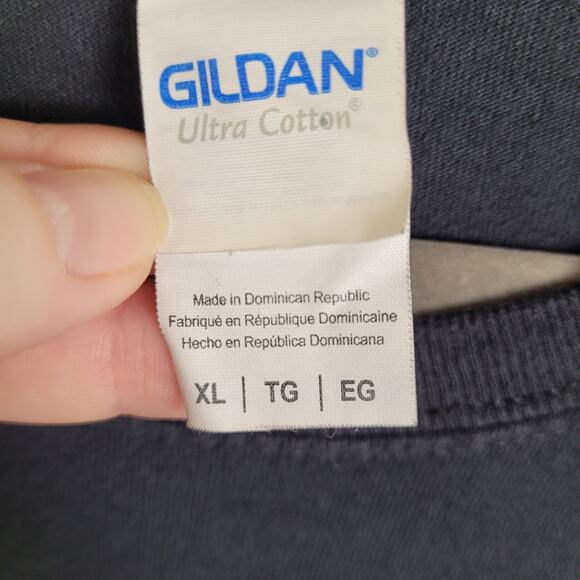 GILDAN®
Ultra Cotton®
Made in Dominican Republic
Fabriqué en République Dominicaine
Hecho en República Dominicana
XL | TG | EG